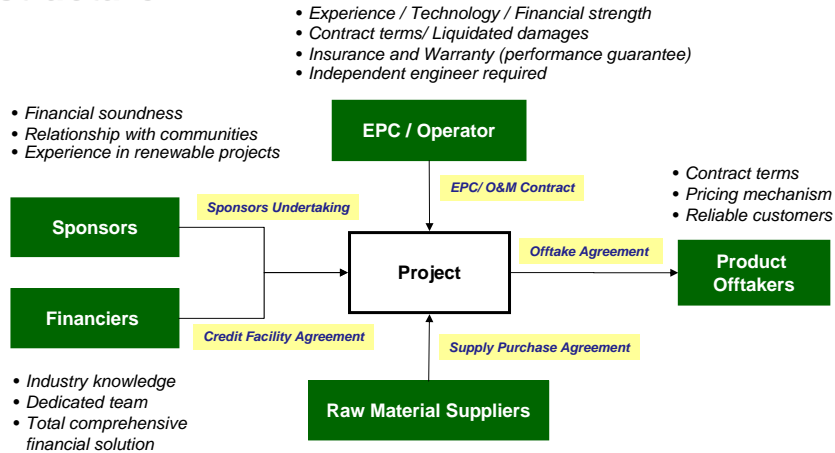 • Experience / Technology / Financial strength
• Contract terms/ Liquidated damages
• Insurance and Warranty (performance guarantee)
• Independent engineer required
• Financial soundness
• Relationship with communities
• Experience in renewable projects
EPC / Operator
• Contract terms
• Pricing mechanism
• Reliable customers
EPC/ O&M Contract
Sponsors Undertaking
Sponsors
Project
Offtake Agreement
Product
Offtakers
Financiers
Credit Facility Agreement
Supply Purchase Agreement
• Industry knowledge
• Dedicated team
• Total comprehensive
financial solution
Raw Material Suppliers